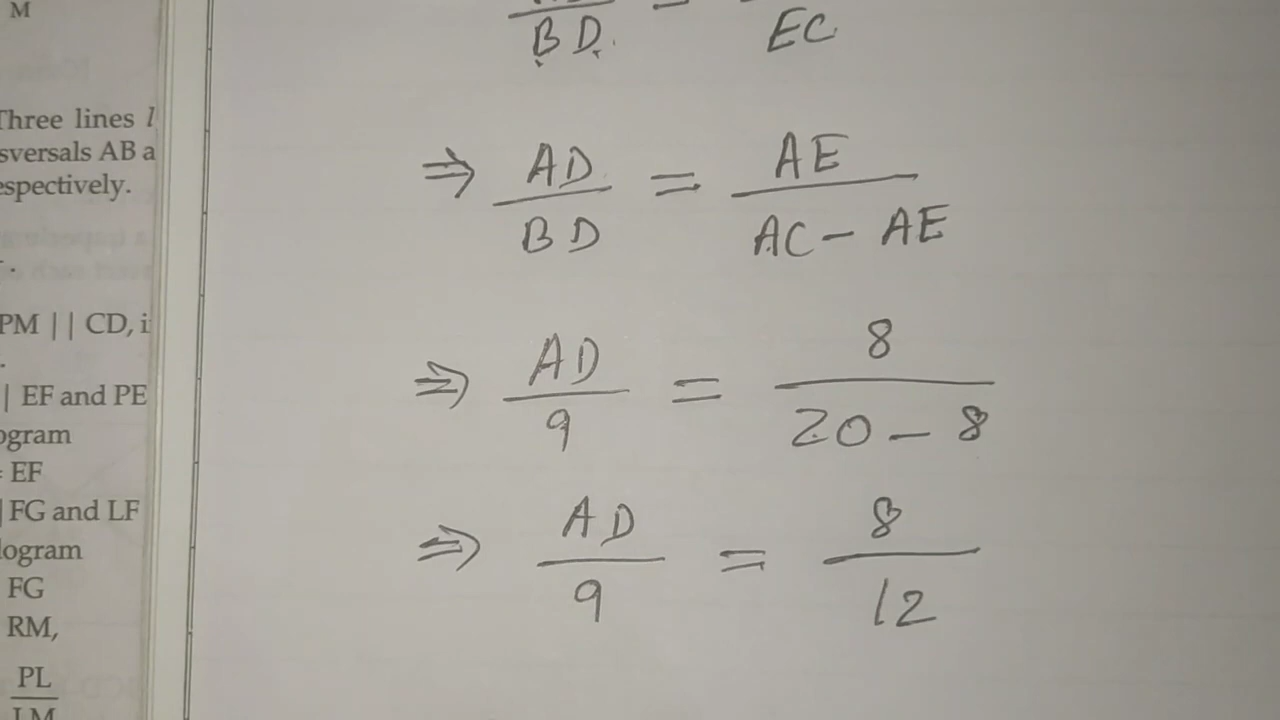 M
Three lines l
sversals AB a
espectively.
PM || CD, i
| EF and PE
ogram
= EF
| FG and LF
logram
FG
RM,
PL
LM
BD = EC
⇒ AD/BD = AE/(AC - AE)
⇒ AD/9 = 8/(20 - 8)
⇒ AD/9 = 8/12